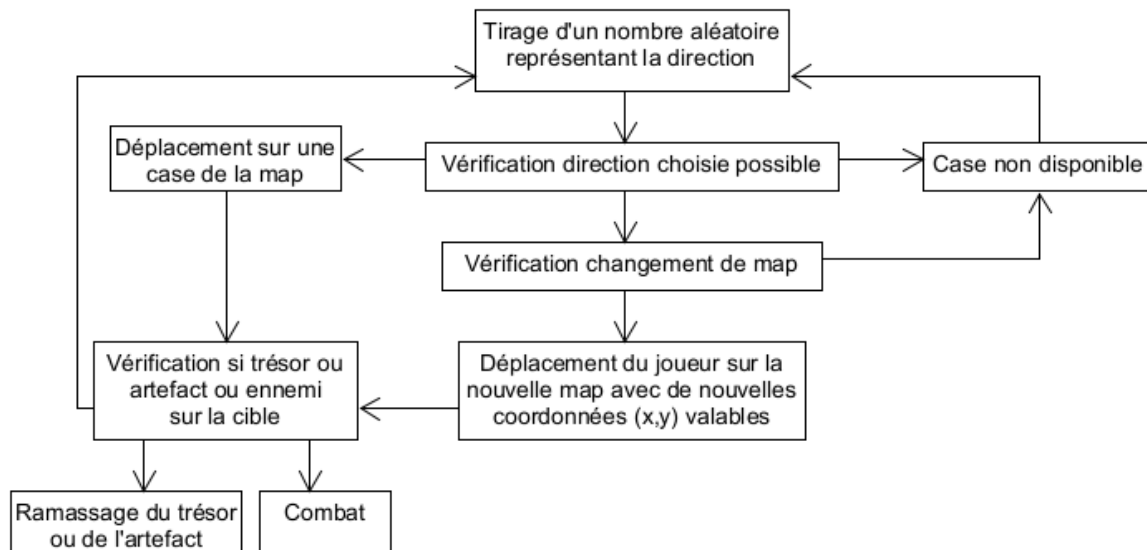 Tirage d'un nombre aléatoire
représentant la direction
Déplacement sur une
case de la map
Vérification direction choisie possible
Case non disponible
Vérification changement de map
Vérification si trésor ou
artefact ou ennemi
sur la cible
Déplacement du joueur sur la
nouvelle map avec de nouvelles
coordonnées (x,y) valables
Ramassage du trésor
ou de l'artefact
Combat